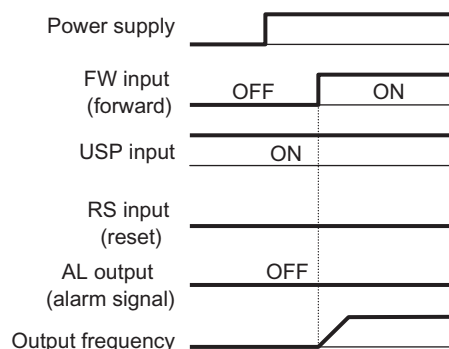 Power supply
FW input
(forward)
OFF
ON
USP input
ON
RS input
(reset)
AL output
(alarm signal)
OFF
Output frequency